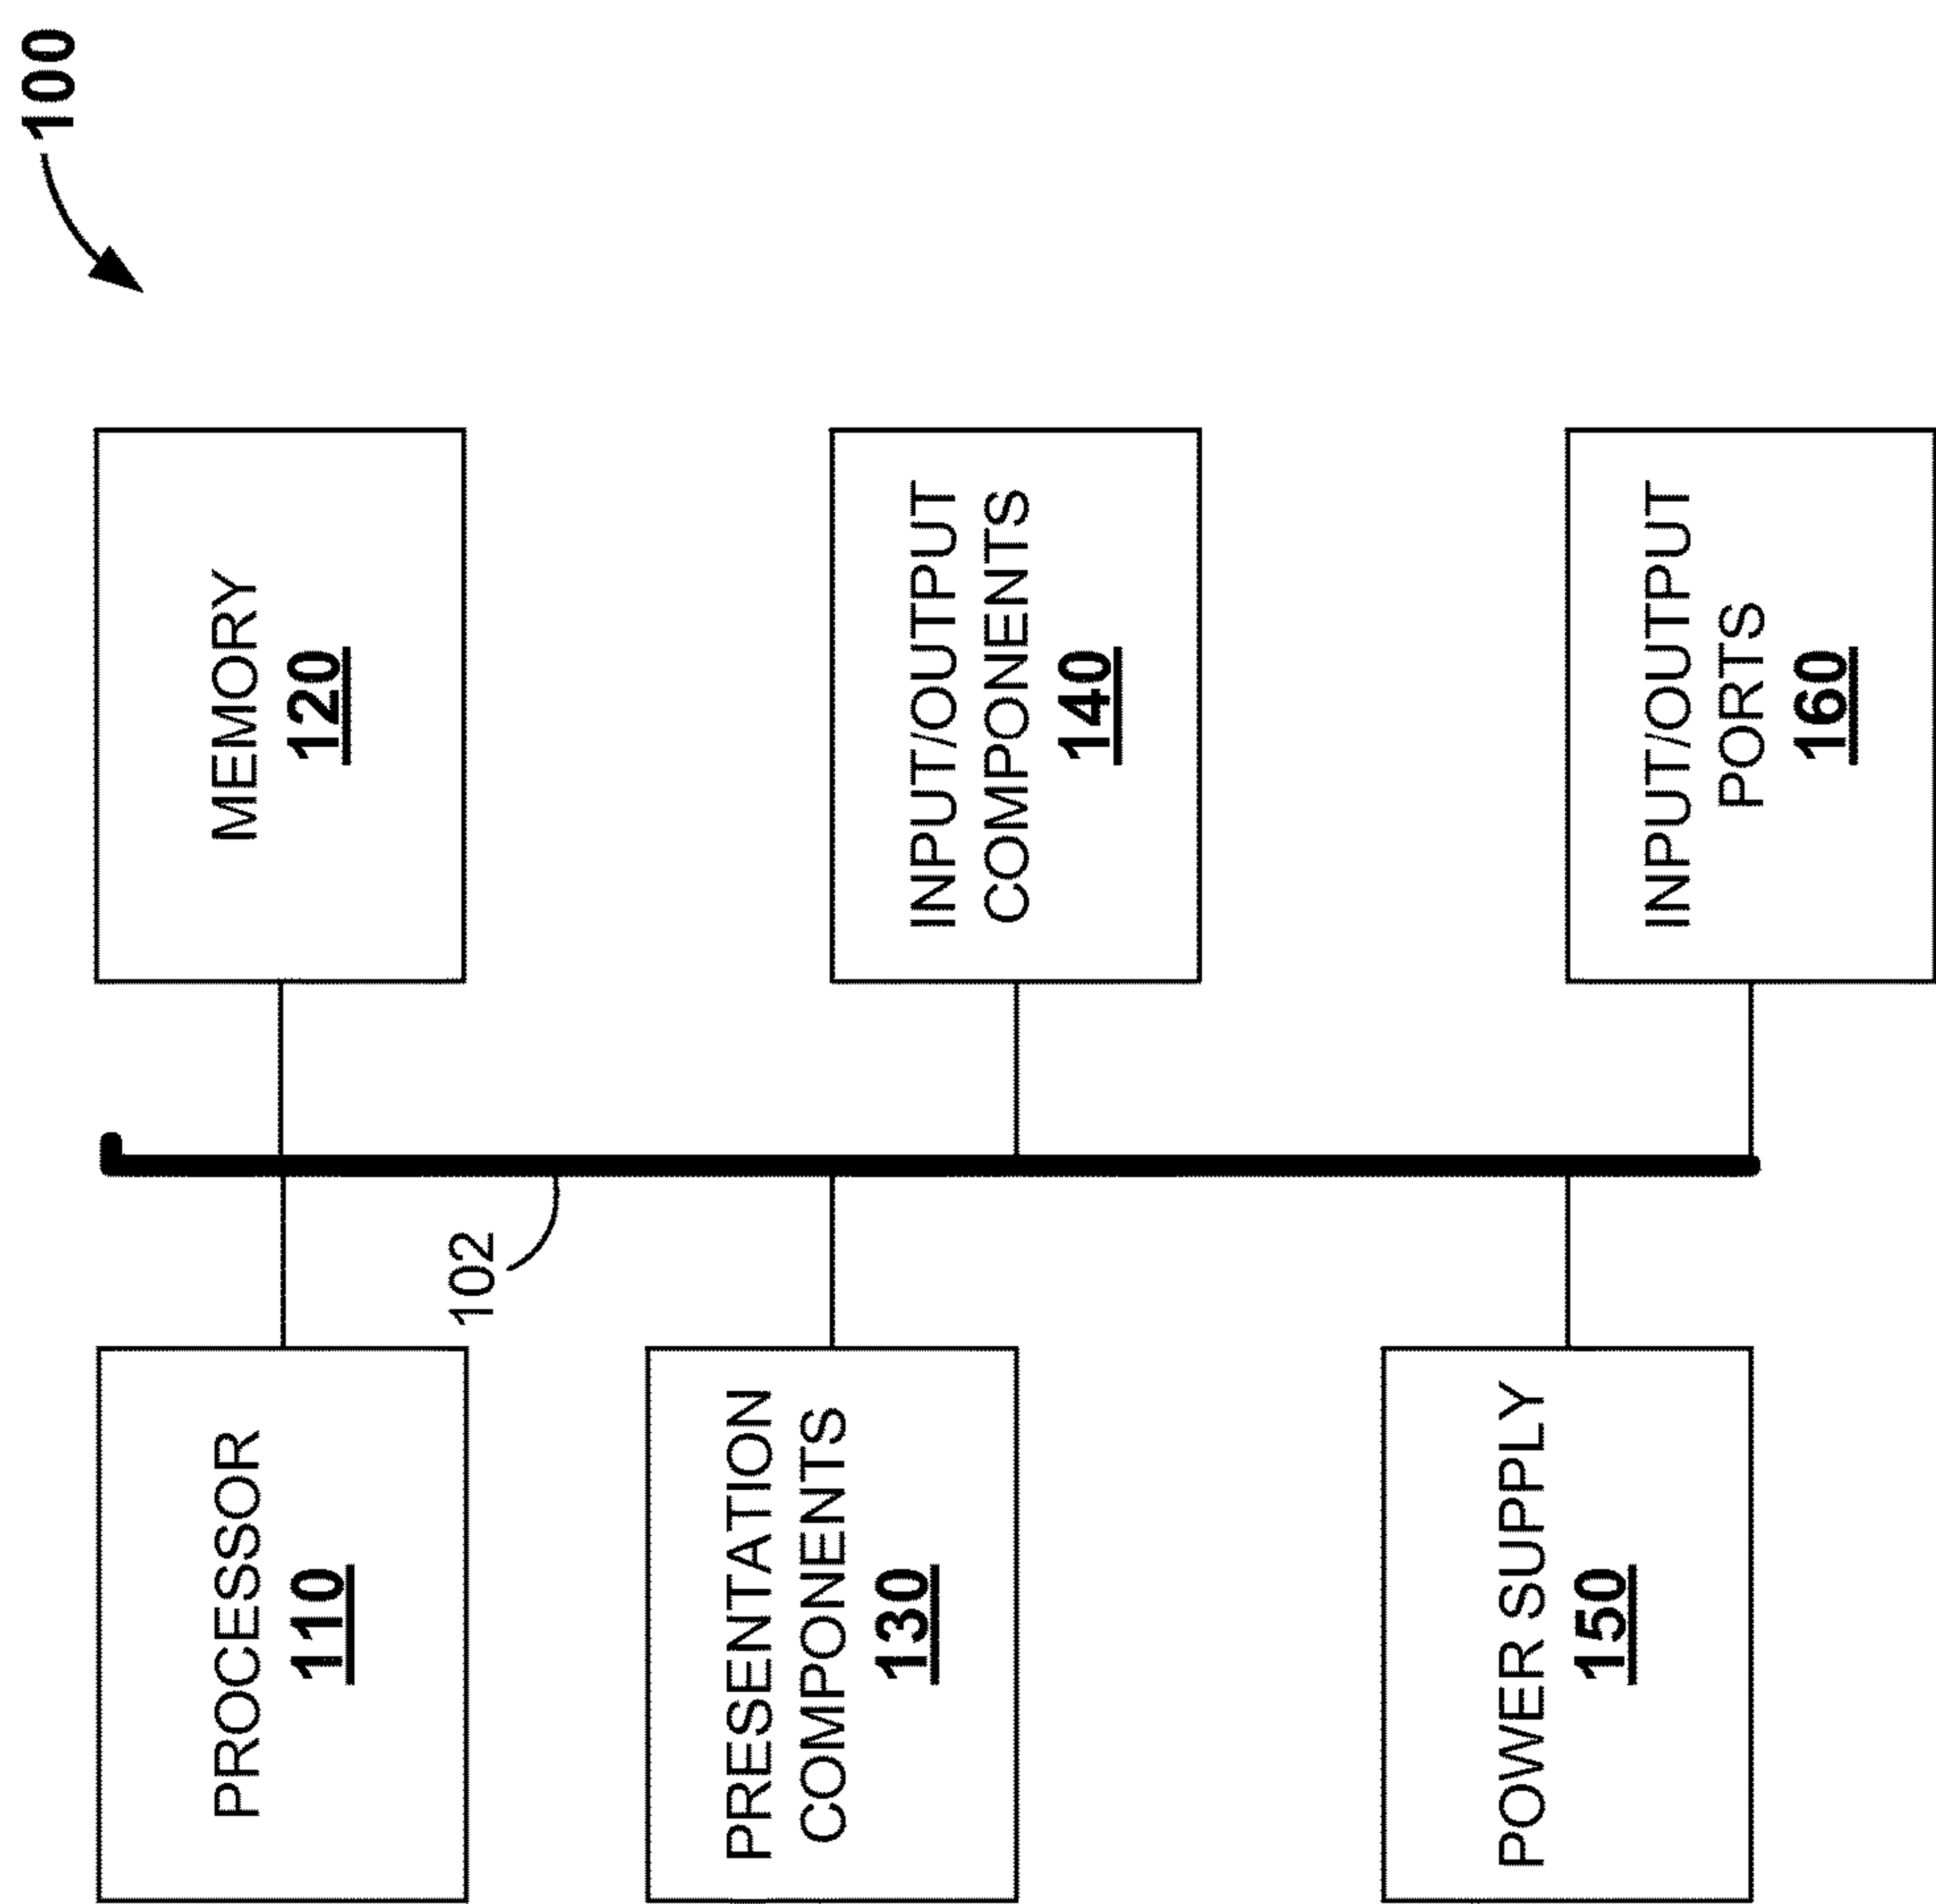 100
PROCESSOR
110
MEMORY
120
102
PRESENTATION
COMPONENTS
130
INPUT/OUTPUT
COMPONENTS
140
POWER SUPPLY
150
INPUT/OUTPUT
PORTS
160